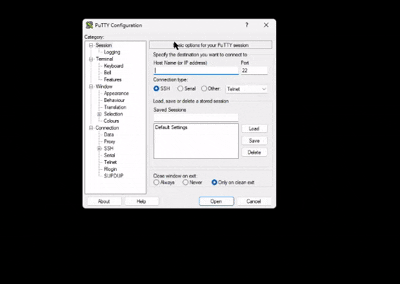 PuTTY Configuration
Category:
Session
Logging
Terminal
Keyboard
Bell
Features
Window
Appearance
Behaviour
Translation
Selection
Colours
Connection
Data
Proxy
SSH
Serial
Telnet
Rlogin
SUPDUP
options for your PuTTY session
Specify the destination you want to connect to
Host Name (or IP address) Port
22
Connection type:
SSH Serial Other: Telnet
Load, save or delete a stored session
Saved Sessions
Default Settings
Load
Save
Delete
Close window on exit:
Always Never Only on clean exit
About Help Open Cancel